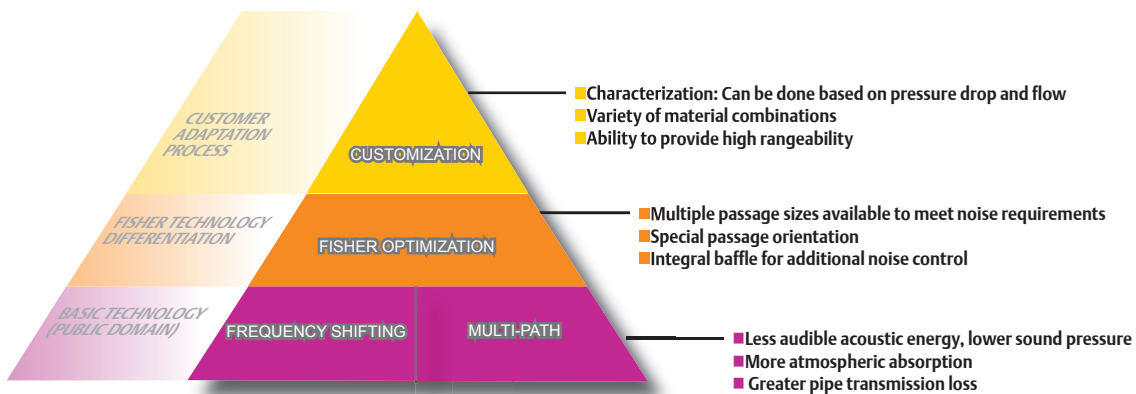 CUSTOMER
ADAPTATION
PROCESS
CUSTOMIZATION
Characterization: Can be done based on pressure drop and flow
Variety of material combinations
Ability to provide high rangeability
FISHER TECHNOLOGY
DIFFERENTIATION
FISHER OPTIMIZATION
Multiple passage sizes available to meet noise requirements
Special passage orientation
Integral baffle for additional noise control
BASIC TECHNOLOGY
(PUBLIC DOMAIN)
FREQUENCY SHIFTING
MULTI-PATH
Less audible acoustic energy, lower sound pressure
More atmospheric absorption
Greater pipe transmission loss